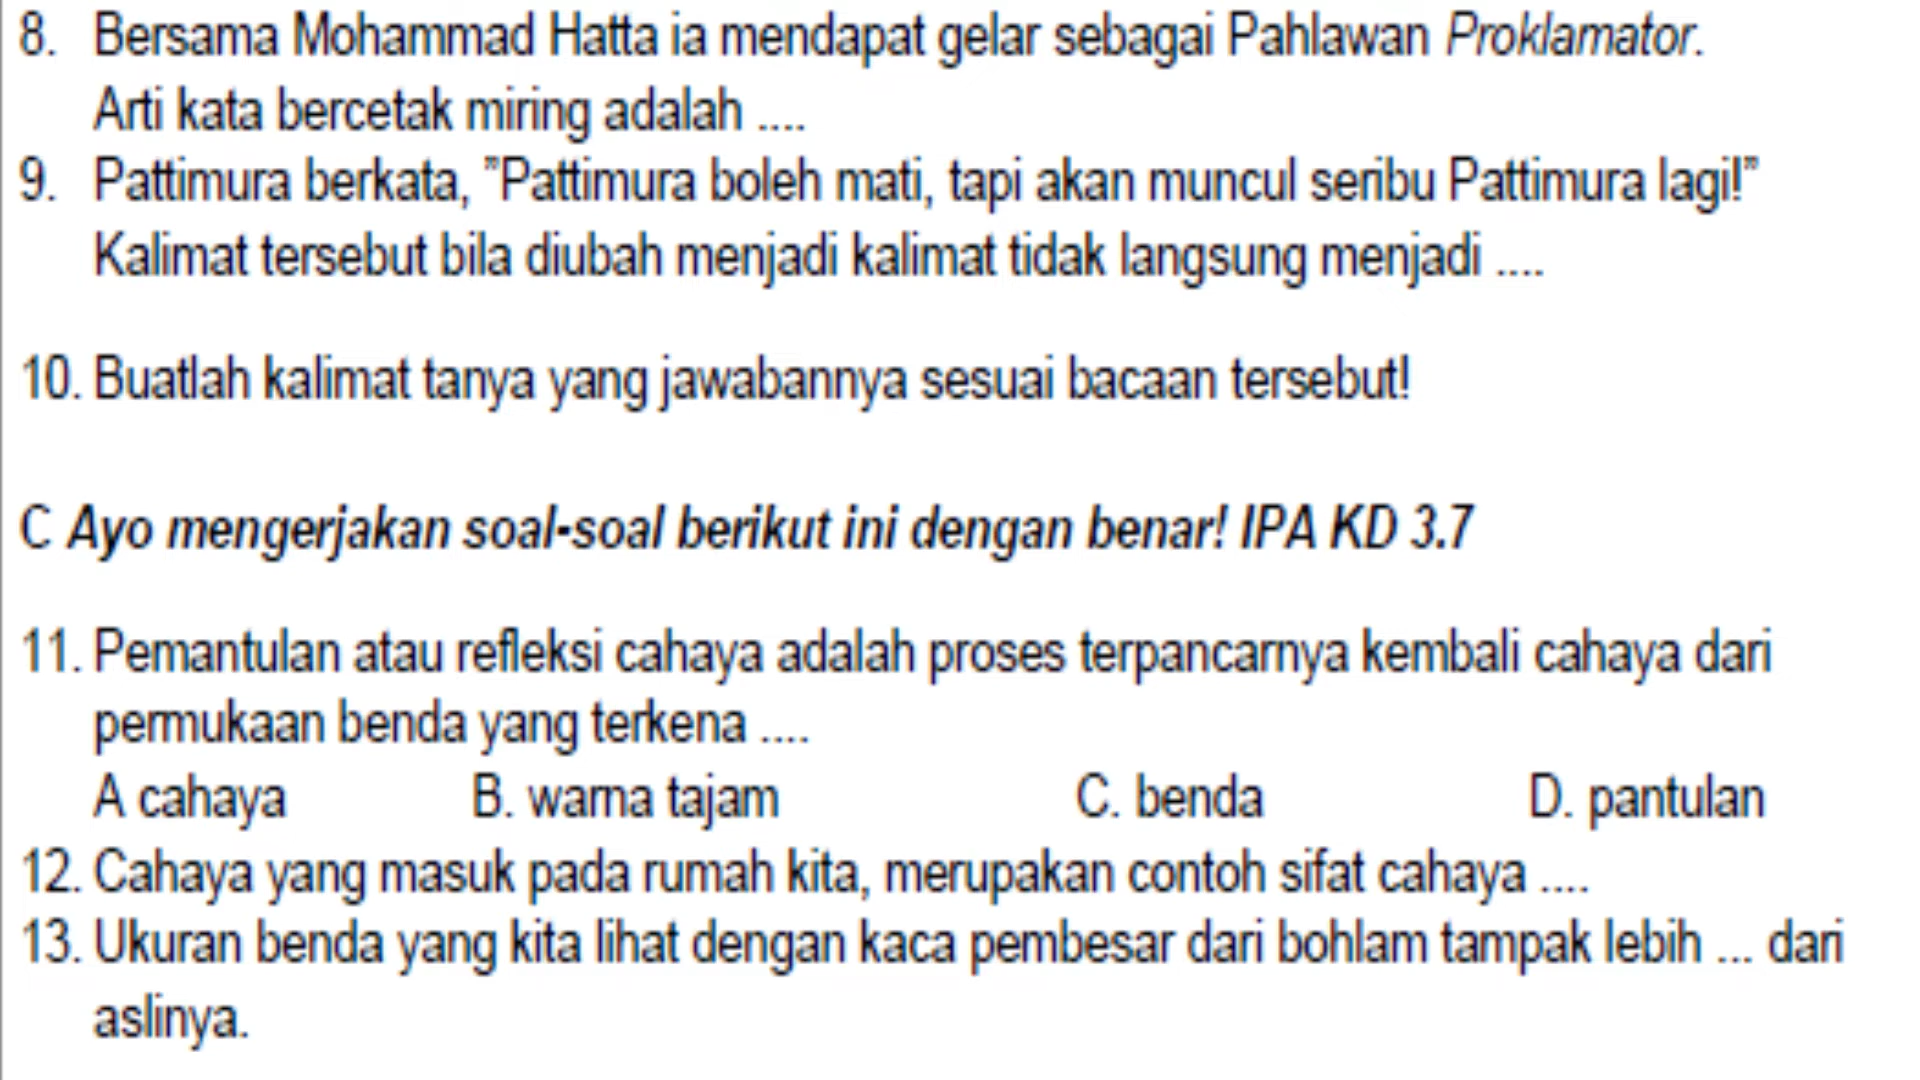 8. Bersama Mohammad Hatta ia mendapat gelar sebagai Pahlawan Proklamator.
Arti kata bercetak miring adalah ....
9. Pattimura berkata, ”Pattimura boleh mati, tapi akan muncul seribu Pattimura lagi!”
Kalimat tersebut bila diubah menjadi kalimat tidak langsung menjadi ....
10. Buatlah kalimat tanya yang jawabannya sesuai bacaan tersebut!
C Ayo mengerjakan soal-soal berikut ini dengan benar! IPA KD 3.7
11. Pemantulan atau refleksi cahaya adalah proses terpancarnya kembali cahaya dari
permukaan benda yang terkena ....
A cahaya B. warna tajam C. benda D. pantulan
12. Cahaya yang masuk pada rumah kita, merupakan contoh sifat cahaya ....
13. Ukuran benda yang kita lihat dengan kaca pembesar dari bohlam tampak lebih ... dari
aslinya.